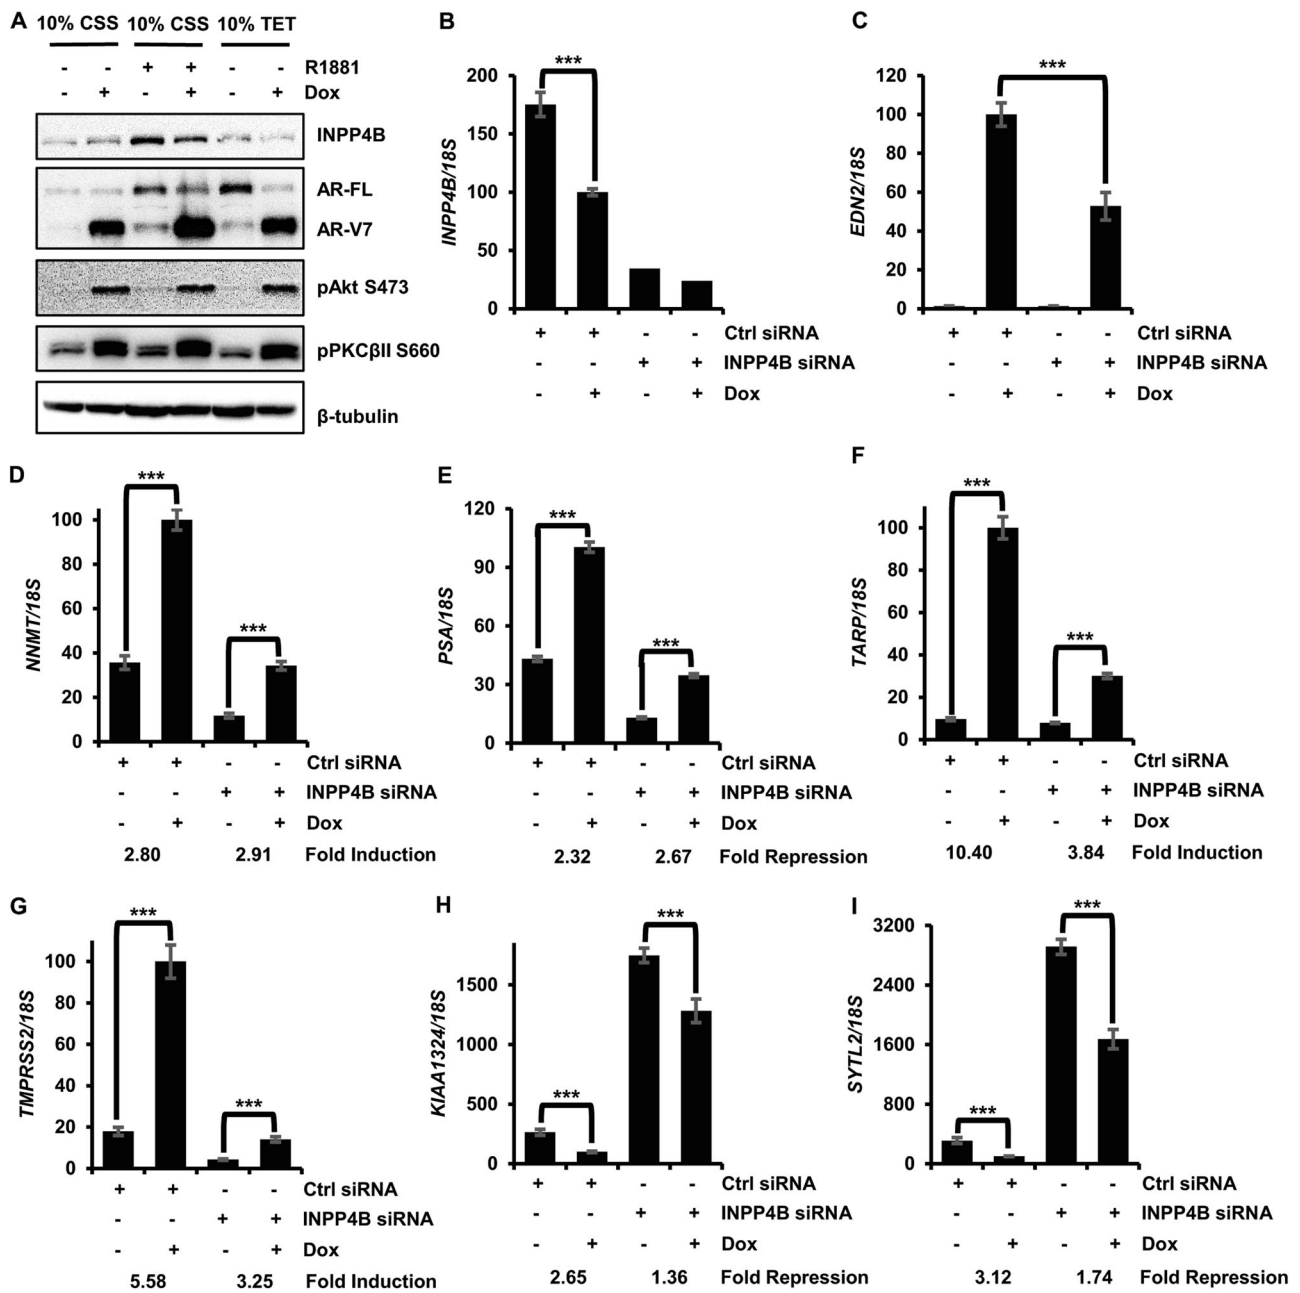 A
10% CSS 10% CSS 10% TET
- - + + - - R1881
- + - + - + Dox
INPP4B
AR-FL
AR-V7
pAkt S473
pPKCβII S660
β-tubulin
B
***
INPP4B/18S
200
150
100
50
0
+ + - - Ctrl siRNA
- - + + INPP4B siRNA
- + - + Dox
C
***
EDN2/18S
120
100
80
60
40
20
0
+ + - - Ctrl siRNA
- - + + INPP4B siRNA
- + - + Dox
D
***
***
NNMT/18S
100
80
60
40
20
0
+ + - - Ctrl siRNA
- - + + INPP4B siRNA
- + - + Dox
2.80 2.91 Fold Induction
E
***
***
PSA/18S
120
90
60
30
0
+ + - - Ctrl siRNA
- - + + INPP4B siRNA
- + - + Dox
2.32 2.67 Fold Repression
F
***
***
TARP/18S
100
80
60
40
20
0
+ + - - Ctrl siRNA
- - + + INPP4B siRNA
- + - + Dox
10.40 3.84 Fold Induction
G
***
***
TMPRSS2/18S
100
80
60
40
20
0
+ + - - Ctrl siRNA
- - + + INPP4B siRNA
- + - + Dox
5.58 3.25 Fold Induction
H
***
***
KIAA1324/18S
1500
1000
500
0
+ + - - Ctrl siRNA
- - + + INPP4B siRNA
- + - + Dox
2.65 1.36 Fold Repression
I
***
***
SYTL2/18S
3200
2400
1600
800
0
+ + - - Ctrl siRNA
- - + + INPP4B siRNA
- + - + Dox
3.12 1.74 Fold Repression